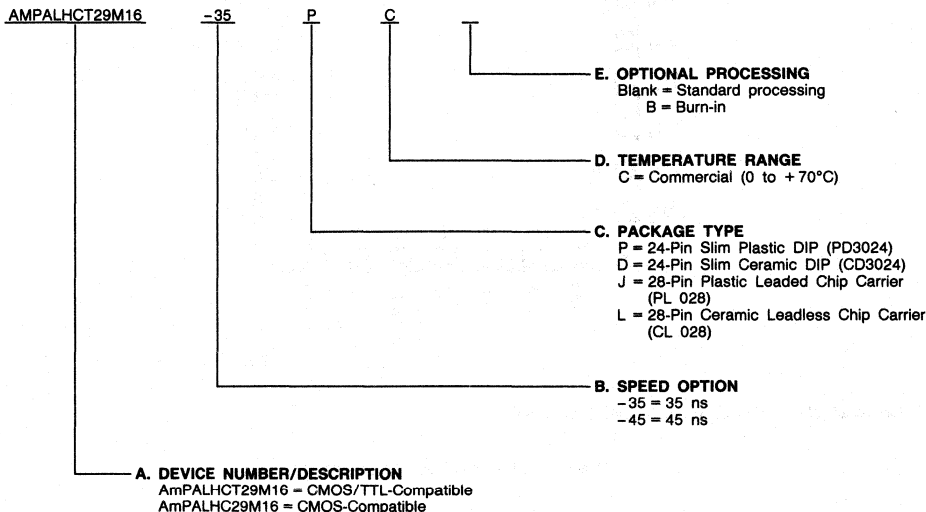 AMPALHCT29M16 -35 P C _
E. OPTIONAL PROCESSING
Blank = Standard processing
B = Burn-in
D. TEMPERATURE RANGE
C = Commercial (0 to +70°C)
C. PACKAGE TYPE
P = 24-Pin Slim Plastic DIP (PD3024)
D = 24-Pin Slim Ceramic DIP (CD3024)
J = 28-Pin Plastic Leaded Chip Carrier
(PL 028)
L = 28-Pin Ceramic Leadless Chip Carrier
(CL 028)
B. SPEED OPTION
-35 = 35 ns
-45 = 45 ns
A. DEVICE NUMBER/DESCRIPTION
AmPALHCT29M16 = CMOS/TTL-Compatible
AmPALHC29M16 = CMOS-Compatible